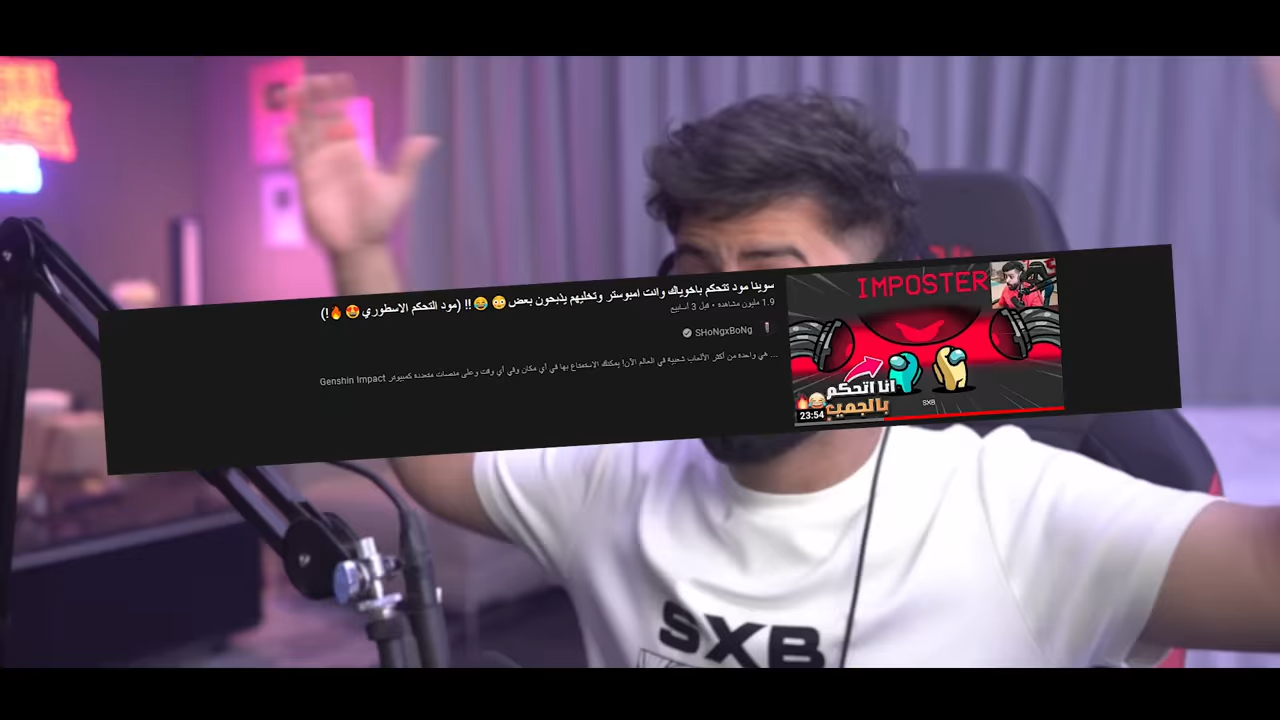 سوينا مود تتحكم باخوياك وانت امبوستر وتخليهم يذبحون بعض 😳😂 !! (مود التحكم الاسطوري 😍🔥!)
1.9 مليون مشاهدة • قبل 3 أسابيع
SHoNgxBoNg
... هي واحدة من أكثر الألعاب شعبية في العالم الآن! يمكنك الاستمتاع بها في أي مكان وفي أي وقت وعلى منصات متعددة كمبيوتر Genshin Impact
IMPOSTER
انا اتحكم
بالجميع
SXB
23:54
SXB